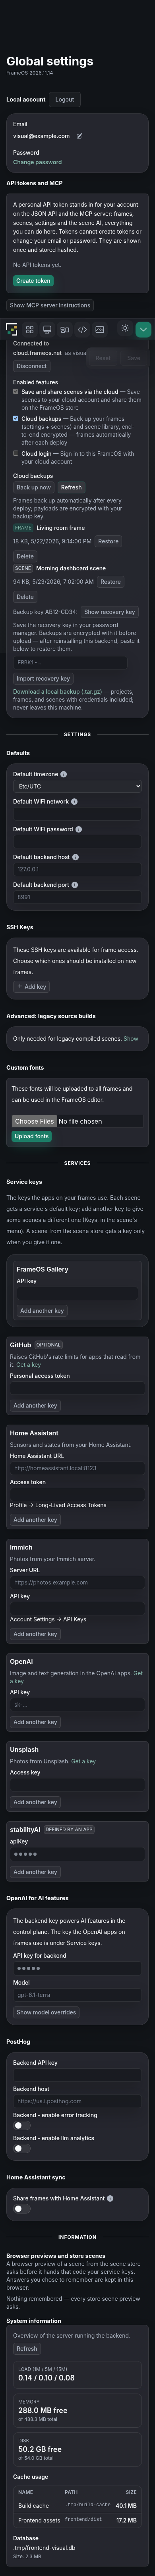 Global settings
FrameOS 2026.11.14
Local account
Logout
Email
visual@example.com
Password
Change password
API tokens and MCP
A personal API token stands in for your account
on the JSON API and the MCP server: frames,
scenes, settings and the scene AI, everything
you can do here. Tokens cannot create tokens or
change your email or password. They are shown
once and stored hashed.
No API tokens yet.
Create token
Show MCP server instructions
Connected to
Reset
Save
cloud.frameos.net as visua
Disconnect
Enabled features
Save and share scenes via the cloud — Save
scenes to your cloud account and share them
on the FrameOS store
Cloud backups — Back up your frames
(settings + scenes) and scene library, end-
to-end encrypted — frames automatically
after each deploy
Cloud login — Sign in to this FrameOS with
your cloud account
Cloud backups
Back up now
Refresh
Frames back up automatically after every
deploy; payloads are encrypted with your
backup key.
FRAME Living room frame
18 KB, 5/22/2026, 9:14:00 PM
Restore
Delete
SCENE Morning dashboard scene
94 KB, 5/23/2026, 7:02:00 AM
Restore
Delete
Backup key AB12-CD34:
Show recovery key
Save the recovery key in your password
manager. Backups are encrypted with it before
upload — after reinstalling this backend, paste it
below to restore them.
FRBK1-...
Import recovery key
Download a local backup (.tar.gz) — projects,
frames, and scenes with credentials included;
never leaves this machine.
SETTINGS
Defaults
Default timezone
Etc/UTC
Default WiFi network
Default WiFi password
Default backend host
127.0.0.1
Default backend port
8991
SSH Keys
These SSH keys are available for frame access.
Choose which ones should be installed on new
frames.
+ Add key
Advanced: legacy source builds
Only needed for legacy compiled scenes. Show
Custom fonts
These fonts will be uploaded to all frames and
can be used in the FrameOS editor.
Choose Files No file chosen
Upload fonts
SERVICES
Service keys
The keys the apps on your frames use. Each scene
gets a service's default key; add another key to give
some scenes a different one (Keys, in the scene's
menu). A scene from the scene store gets a key only
when you give it one.
FrameOS Gallery
API key
Add another key
GitHub OPTIONAL
Raises GitHub's rate limits for apps that read from
it. Get a key
Personal access token
Add another key
Home Assistant
Sensors and states from your Home Assistant.
Home Assistant URL
http://homeassistant.local:8123
Access token
Profile → Long-Lived Access Tokens
Add another key
Immich
Photos from your Immich server.
Server URL
https://photos.example.com
API key
Account Settings → API Keys
Add another key
OpenAI
Image and text generation in the OpenAI apps. Get
a key
API key
sk-...
Add another key
Unsplash
Photos from Unsplash. Get a key
Access key
Add another key
stabilityAI DEFINED BY AN APP
apiKey
●●●●●
Add another key
OpenAI for AI features
The backend key powers AI features in the
control plane. The key the OpenAI apps on
frames use is under Service keys.
API key for backend
●●●●●
Model
gpt-5.1-terra
Show model overrides
PostHog
Backend API key
Backend host
https://us.i.posthog.com
Backend - enable error tracking
Backend - enable llm analytics
Home Assistant sync
Share frames with Home Assistant
INFORMATION
Browser previews and store scenes
A browser preview of a scene from the scene store
asks before it hands that code your service keys.
Answers you chose to remember are kept in this
browser:
Nothing remembered — every store scene preview
asks.
System information
Overview of the server running the backend.
Refresh
LOAD (1M / 5M / 15M)
0.14 / 0.10 / 0.08
MEMORY
288.0 MB free
of 488.3 MB total
DISK
50.2 GB free
of 54.0 GB total
Cache usage
NAME PATH SIZE
Build cache .tmp/build-cache 40.1 MB
Frontend assets frontend/dist 17.2 MB
Database
.tmp/frontend-visual.db
Size: 2.3 MB